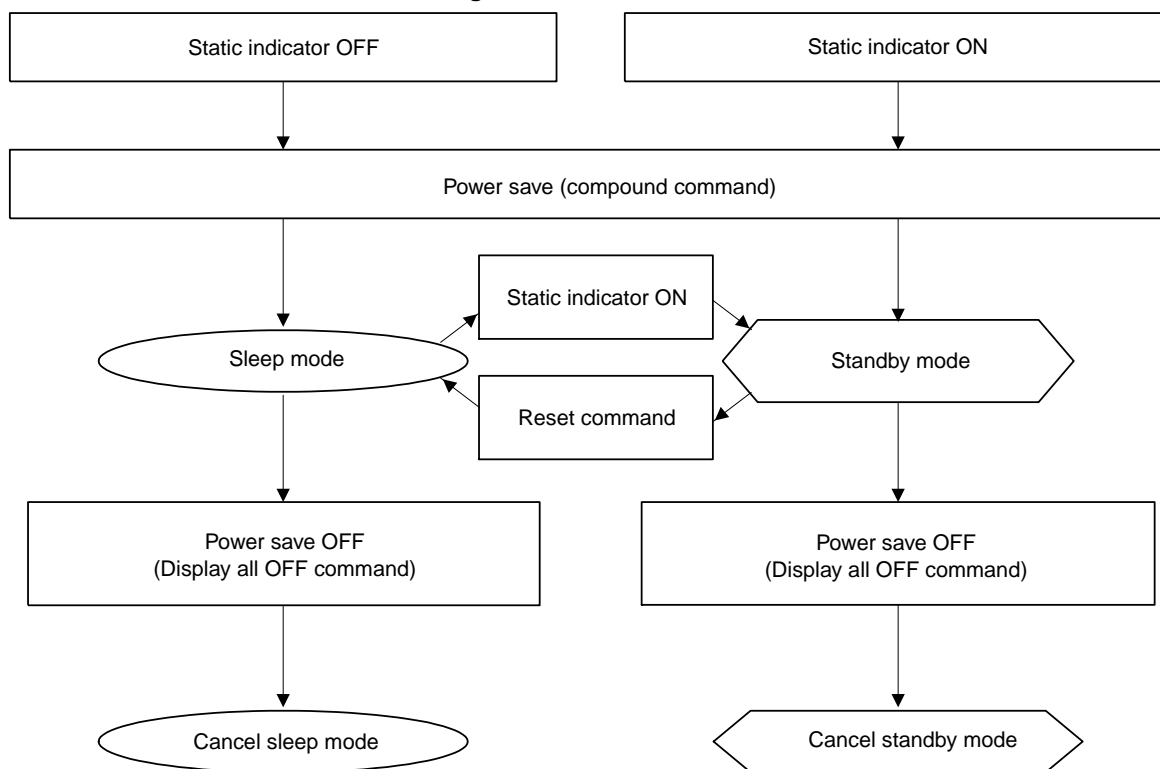 Static indicator OFF
Static indicator ON
Power save (compound command)
Static indicator ON
Sleep mode
Standby mode
Reset command
Power save OFF
(Display all OFF command)
Power save OFF
(Display all OFF command)
Cancel sleep mode
Cancel standby mode